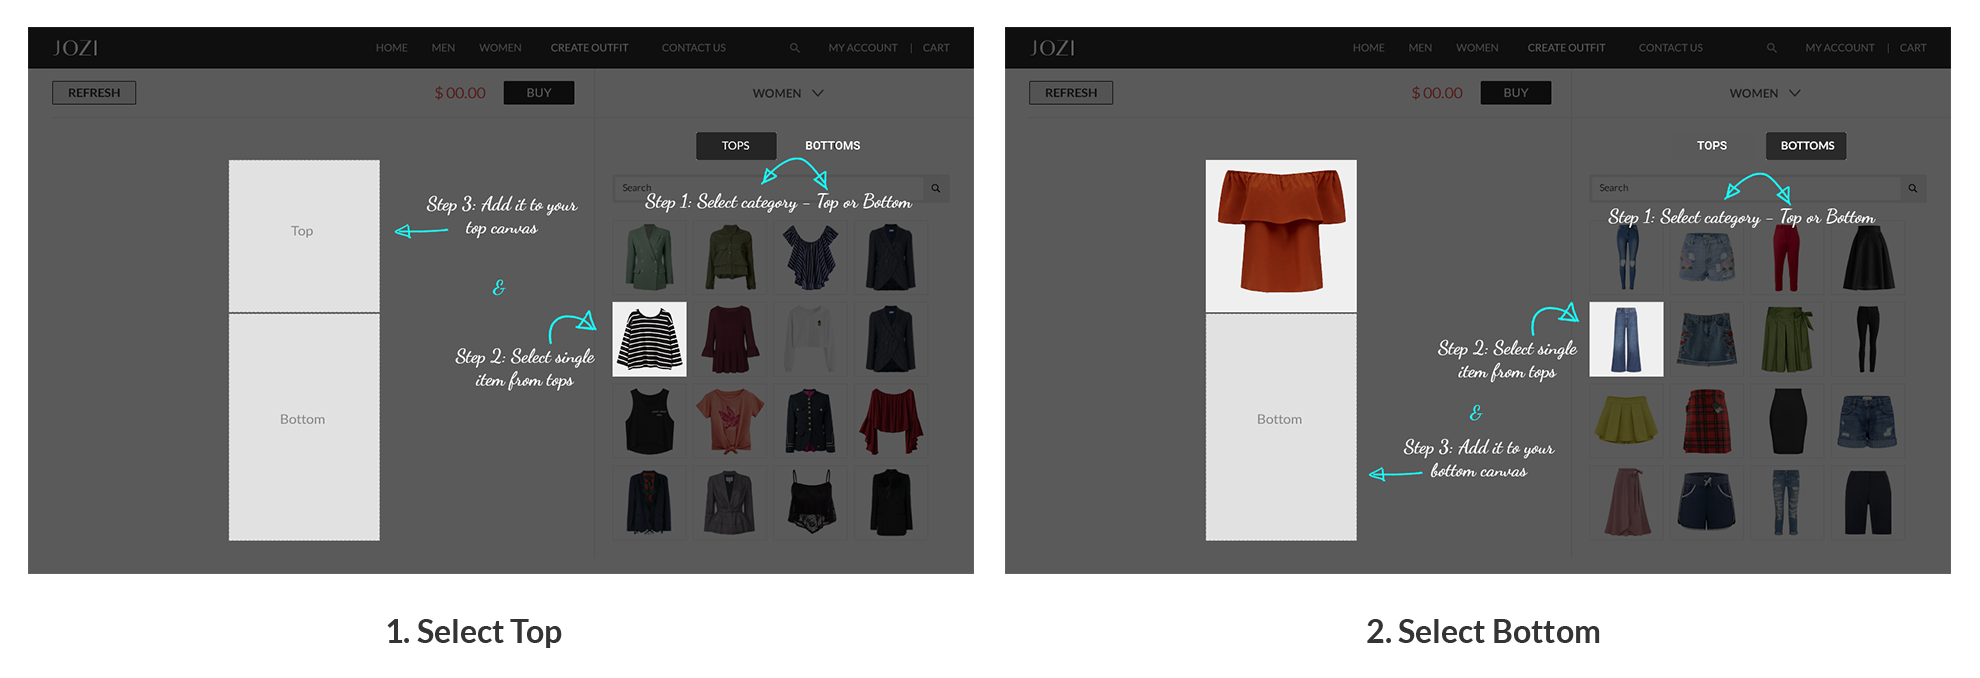 JOZI
HOME MEN WOMEN CREATE OUTFIT CONTACT US MY ACCOUNT | CART
REFRESH
$ 00.00
BUY
WOMEN
TOPS
BOTTOMS
Search
Step 1: Select category - Top or Bottom
Step 3: Add it to your
top canvas
&
Step 2: Select single
item from tops
Top
Bottom
1. Select Top
JOZI
HOME MEN WOMEN CREATE OUTFIT CONTACT US MY ACCOUNT | CART
REFRESH
$ 00.00
BUY
WOMEN
TOPS
BOTTOMS
Search
Step 1: Select category - Top or Bottom
Step 2: Select single
item from tops
&
Step 3: Add it to your
bottom canvas
Bottom
2. Select Bottom